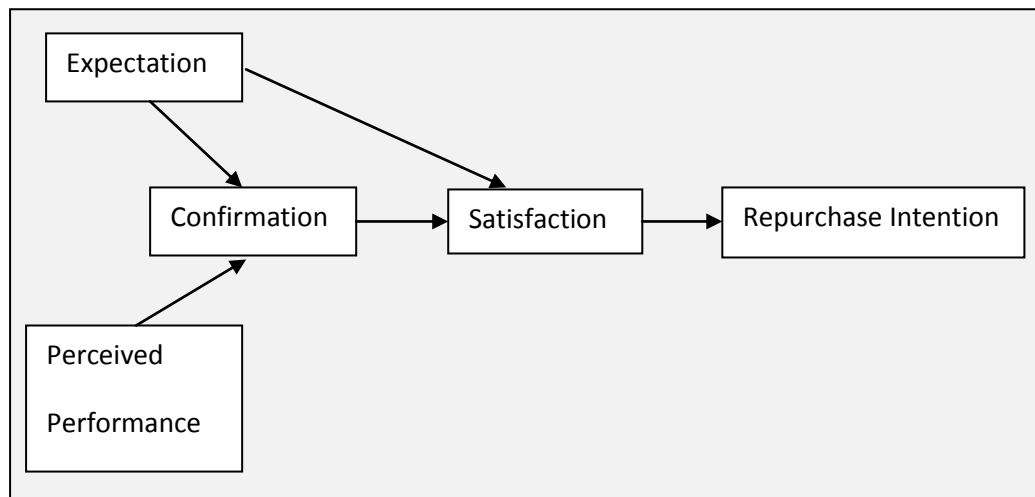 Expectation
Confirmation
Satisfaction
Repurchase Intention
Perceived
Performance